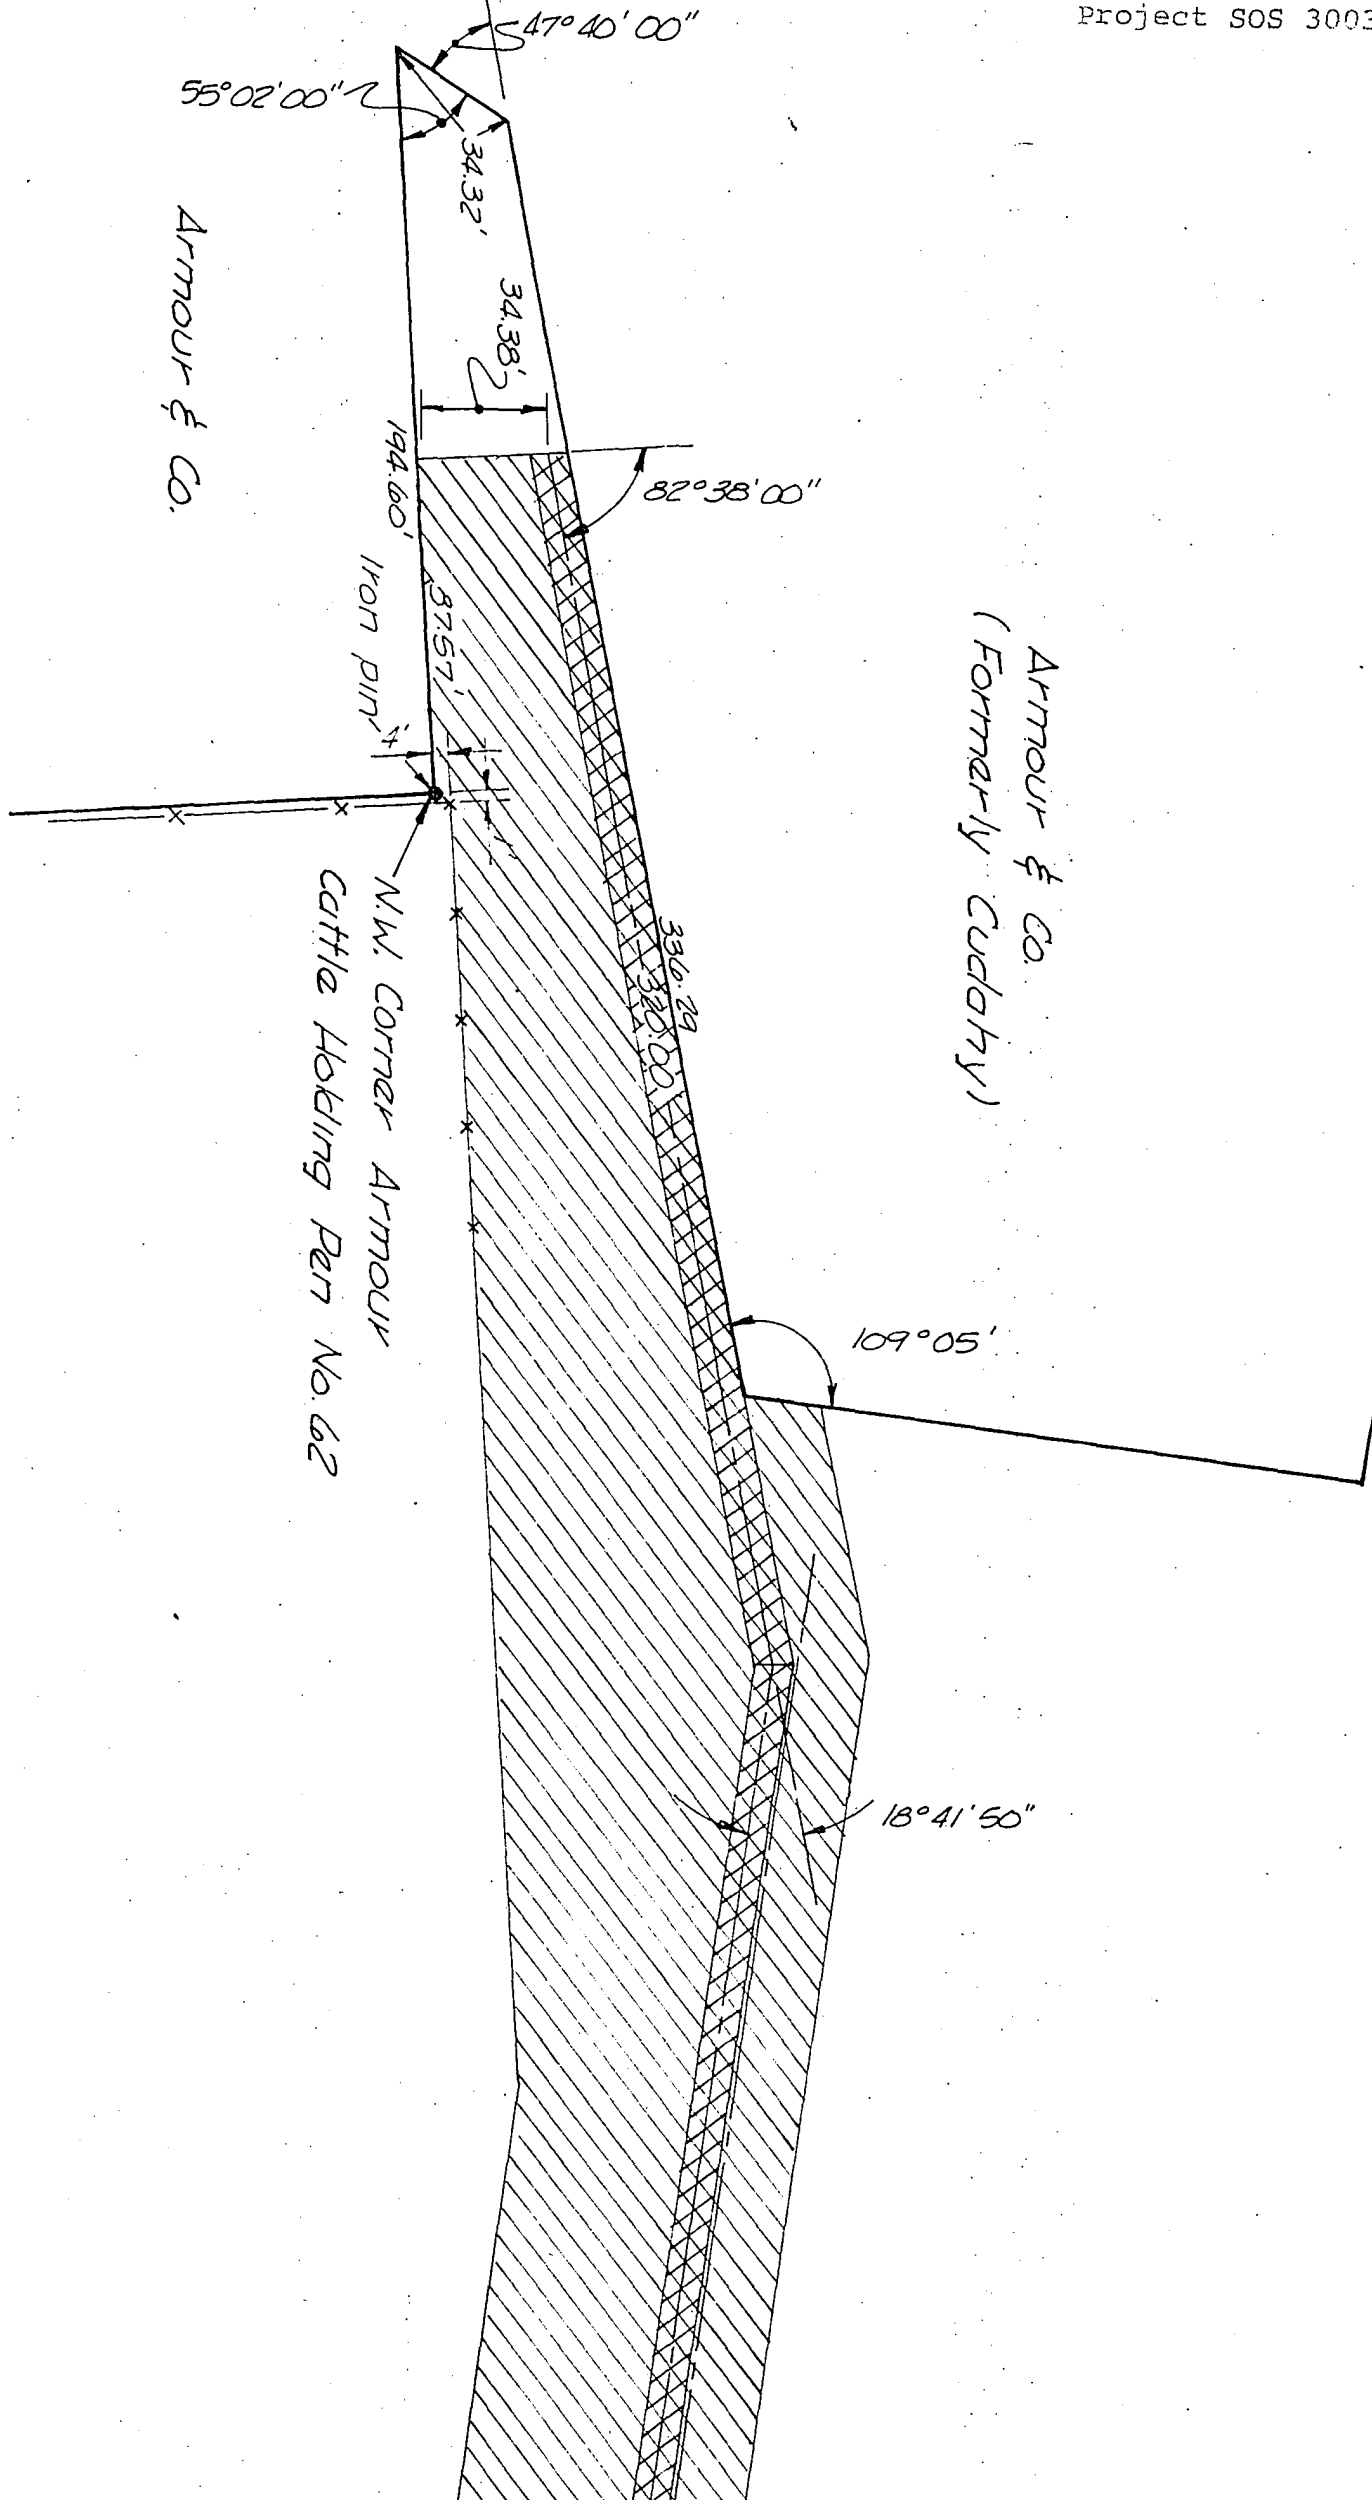 Project SOS 3003
47°40'00"
55°02'00"
34.32'
34.38'
Armour & Co.
194.60'
82°38'00"
87.57'
Iron pin
4'
1'
Armour & Co.
(Formerly Cudahy)
N.W. Corner Armour
Cattle Holding Pen No. 62
336.29
320.00
109°05'
18°41'50"